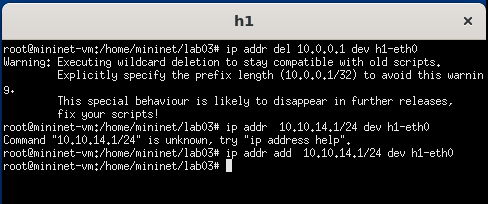 h1
×
root@mininet-vm:/home/mininet/lab03# ip addr del 10.0.0.1 dev h1-eth0
Warning: Executing wildcard deletion to stay compatible with old scripts.
         Explicitly specify the prefix length (10.0.0.1/32) to avoid this warnin
g.
         This special behaviour is likely to disappear in further releases,
         fix your scripts!
root@mininet-vm:/home/mininet/lab03# ip addr  10.10.14.1/24 dev h1-eth0
Command "10.10.14.1/24" is unknown, try "ip address help".
root@mininet-vm:/home/mininet/lab03# ip addr add  10.10.14.1/24 dev h1-eth0
root@mininet-vm:/home/mininet/lab03#